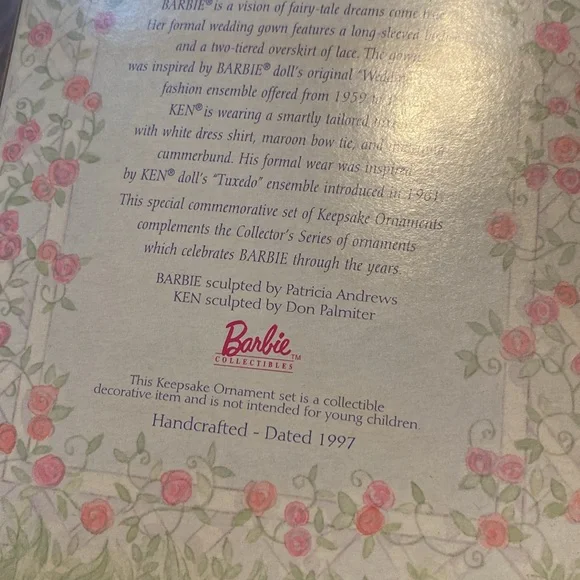 BARBIE® is a vision of fairy-tale dreams come
Her formal wedding gown features a long-sleeved
and a two-tiered overskirt of lace. The gown
was inspired by BARBIE® doll's original "Wedding
fashion ensemble offered from 1959
KEN® is wearing a smartly tailored
with white dress shirt, maroon bow tie, and
cummerbund. His formal wear was inspired
by KEN® doll's "Tuxedo" ensemble introduced in 1961.
This special commemorative set of Keepsake Ornaments
complements the Collector's Series of ornaments
which celebrates BARBIE through the years.
BARBIE sculpted by Patricia Andrews
KEN sculpted by Don Palmiter
Barbie™
COLLECTIBLES
This Keepsake Ornament set is a collectible
decorative item and is not intended for young children.
Handcrafted - Dated 1997